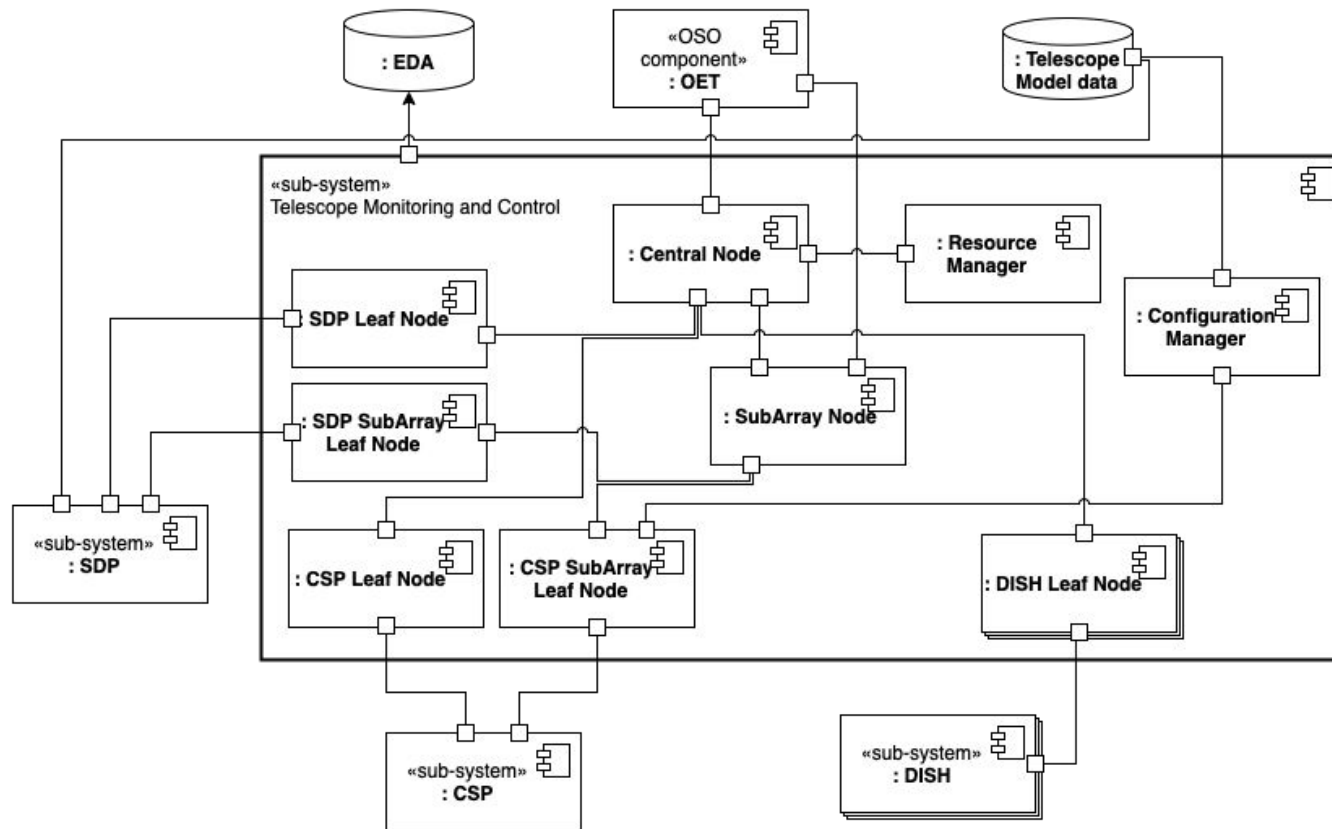 : EDA
«OSO
component»
: OET
: Telescope
Model data
«sub-system»
Telescope Monitoring and Control
: Central Node
: Resource
Manager
: SDP Leaf Node
: Configuration
Manager
: SDP SubArray
Leaf Node
: SubArray Node
«sub-system»
: SDP
: CSP Leaf Node
: CSP SubArray
Leaf Node
: DISH Leaf Node
«sub-system»
: CSP
«sub-system»
: DISH